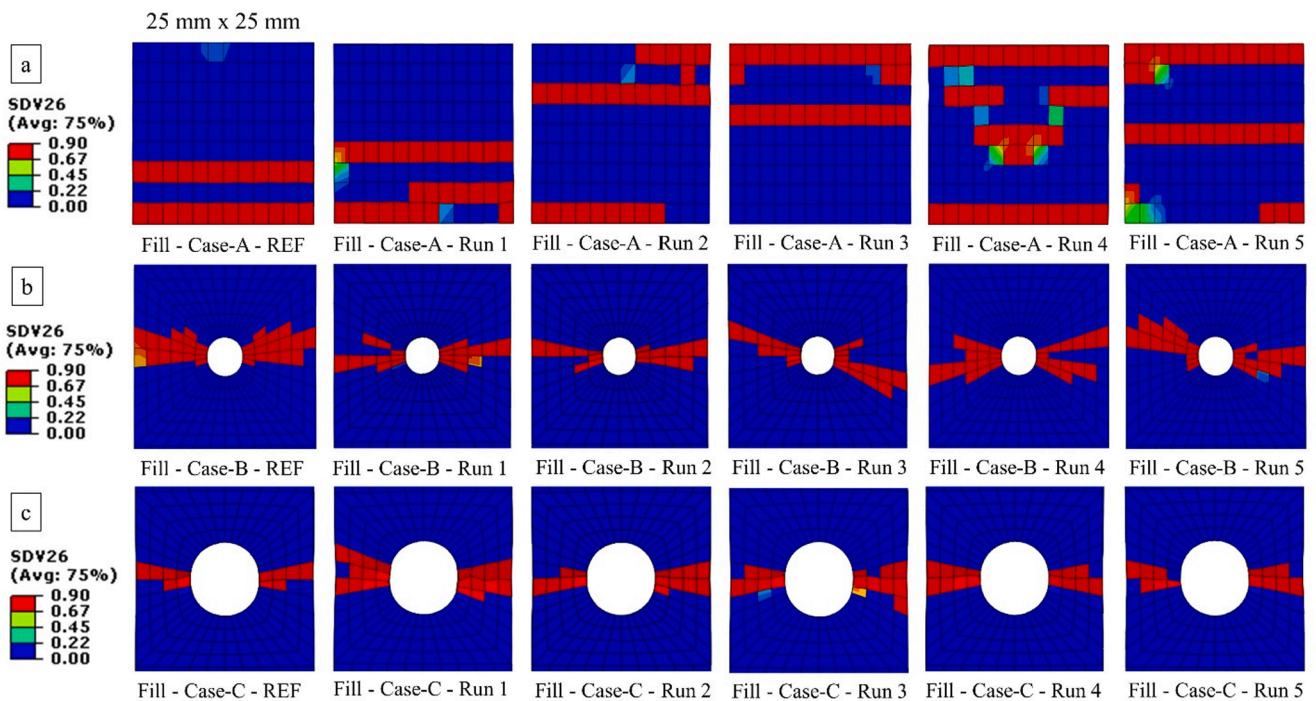 25 mm x 25 mm
a
SDV26
(Avg: 75%)
0.90
0.67
0.45
0.22
0.00
Fill - Case-A - REF
Fill - Case-A - Run 1
Fill - Case-A - Run 2
Fill - Case-A - Run 3
Fill - Case-A - Run 4
Fill - Case-A - Run 5
b
SDV26
(Avg: 75%)
0.90
0.67
0.45
0.22
0.00
Fill - Case-B - REF
Fill - Case-B - Run 1
Fill - Case-B - Run 2
Fill - Case-B - Run 3
Fill - Case-B - Run 4
Fill - Case-B - Run 5
c
SDV26
(Avg: 75%)
0.90
0.67
0.45
0.22
0.00
Fill - Case-C - REF
Fill - Case-C - Run 1
Fill - Case-C - Run 2
Fill - Case-C - Run 3
Fill - Case-C - Run 4
Fill - Case-C - Run 5